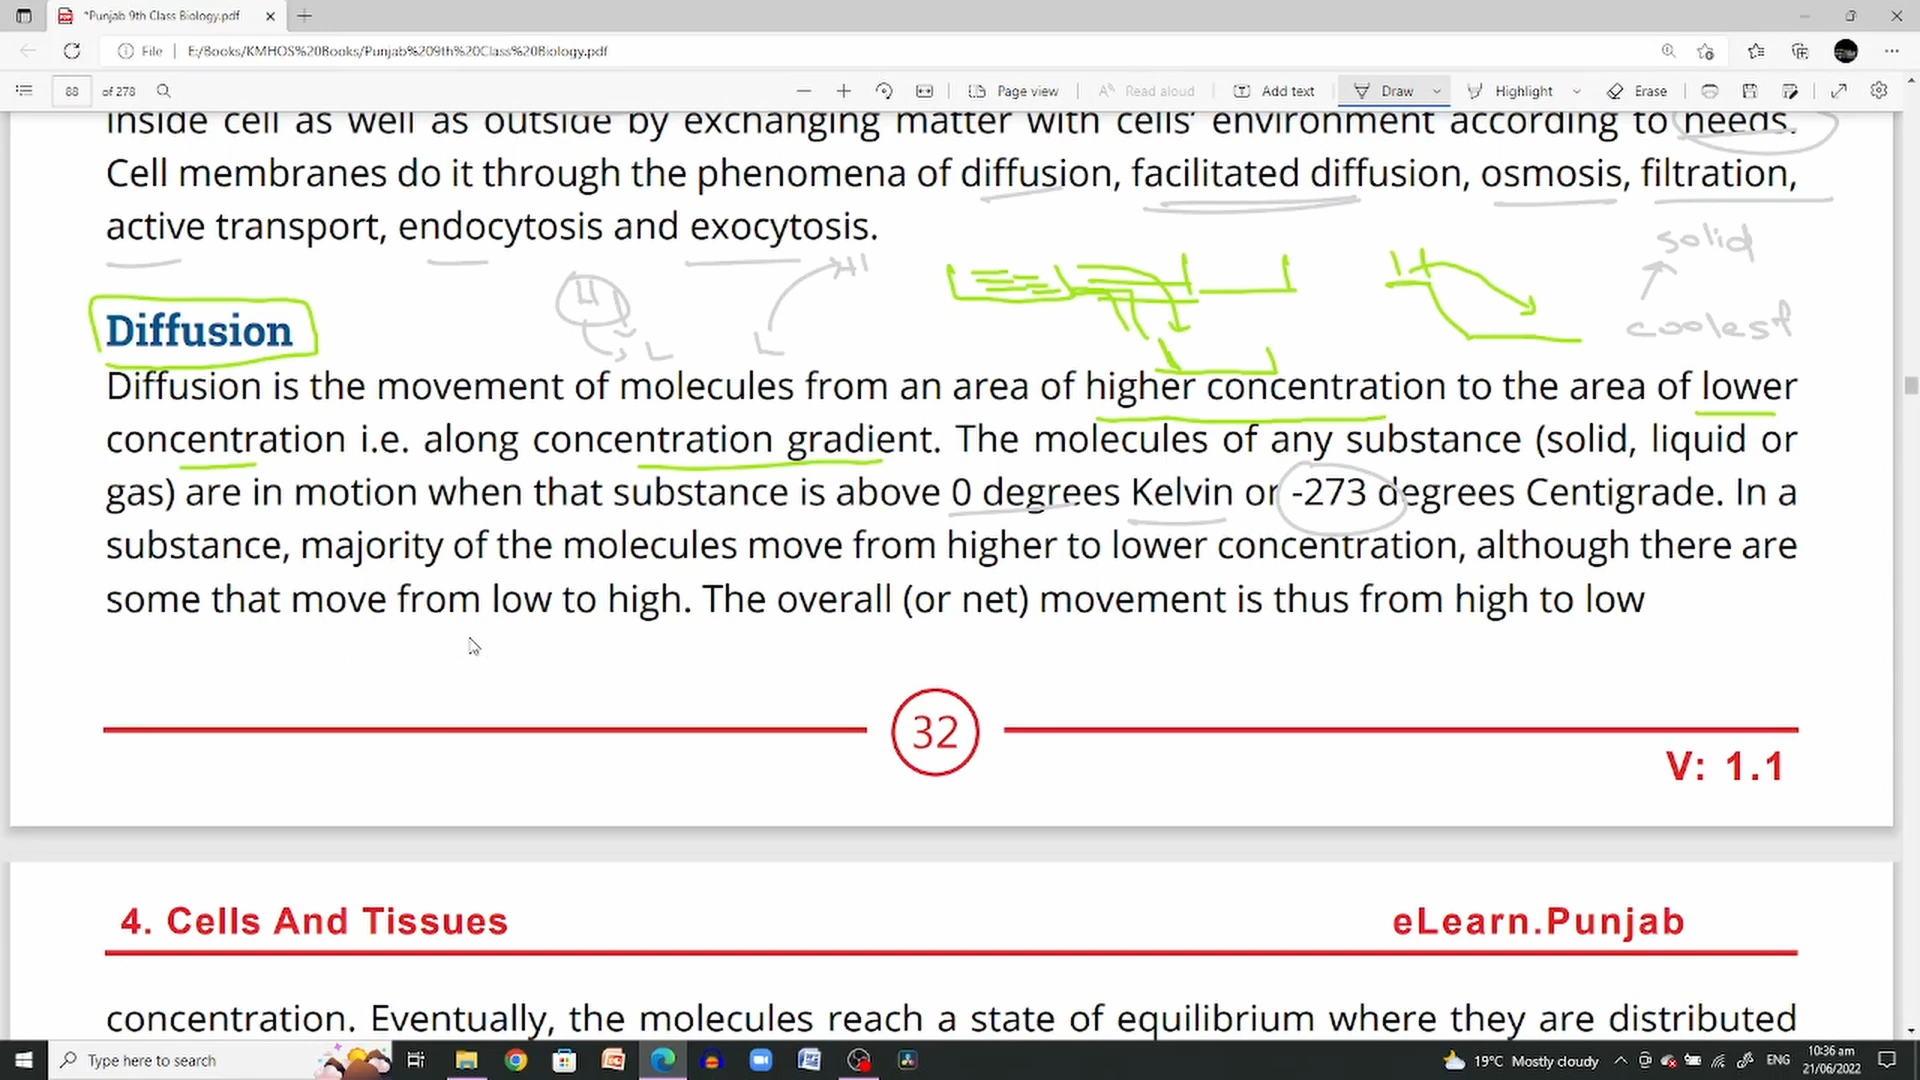 *Punjab 9th Class Biology.pdf
File | E:/Books/KMHOS%20Books/Punjab%209th%20Class%20Biology.pdf
88 of 278 Page view Read aloud Add text Draw Highlight Erase
inside cell as well as outside by exchanging matter with cells' environment according to needs.
Cell membranes do it through the phenomena of diffusion, facilitated diffusion, osmosis, filtration,
active transport, endocytosis and exocytosis.
solid
coolest
L L
Diffusion
Diffusion is the movement of molecules from an area of higher concentration to the area of lower
concentration i.e. along concentration gradient. The molecules of any substance (solid, liquid or
gas) are in motion when that substance is above 0 degrees Kelvin or -273 degrees Centigrade. In a
substance, majority of the molecules move from higher to lower concentration, although there are
some that move from low to high. The overall (or net) movement is thus from high to low
32
V: 1.1
4. Cells And Tissues eLearn.Punjab
concentration. Eventually, the molecules reach a state of equilibrium where they are distributed
Type here to search 19°C Mostly cloudy ENG 10:36 am
21/06/2022